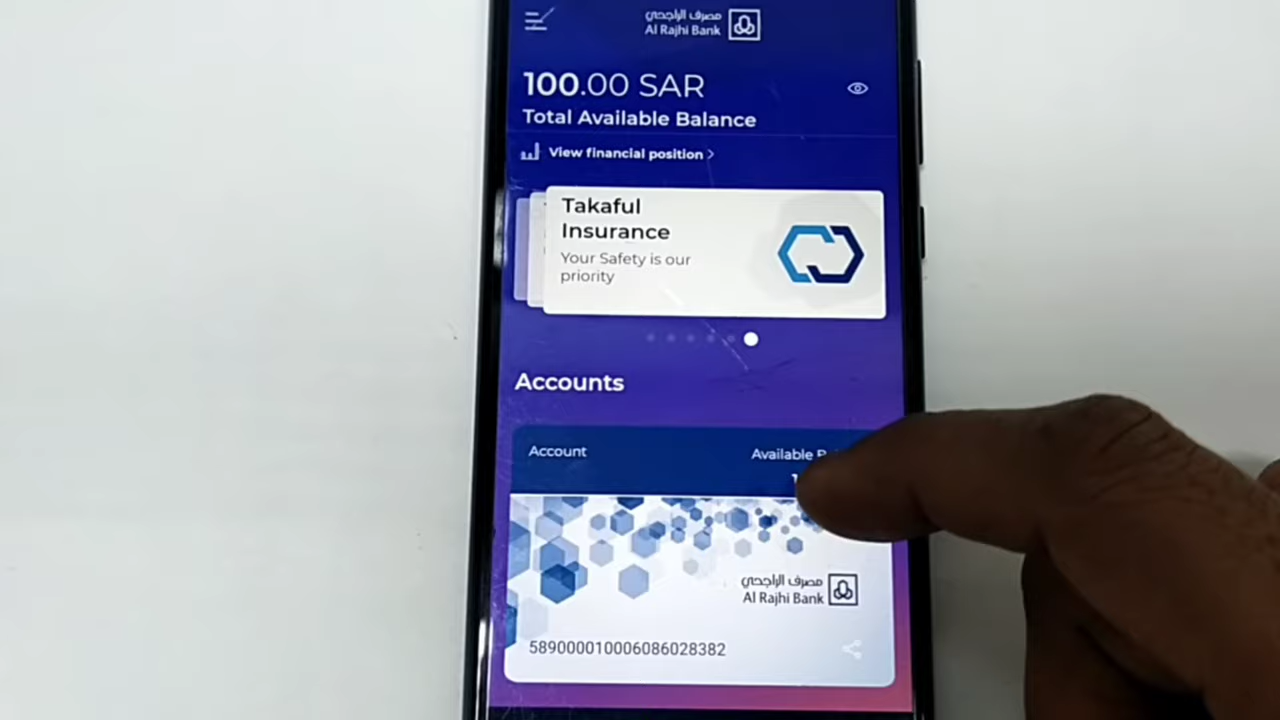 مصرف الراجحي
Al Rajhi Bank
100.00 SAR
Total Available Balance
View financial position >
Takaful
Insurance
Your Safety is our
priority
Accounts
Account
Available
مصرف الراجحي
Al Rajhi Bank
589000010006086028382